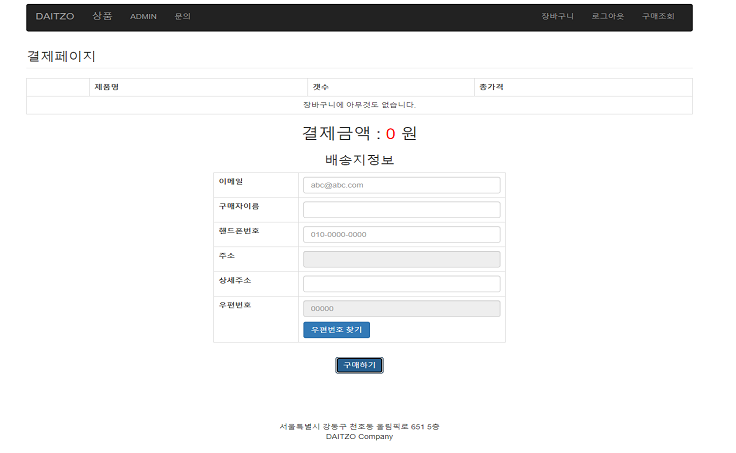 DAITZO 상품 ADMIN 문의 장바구니 로그아웃 구매조회
결제페이지
제품명 갯수 총가격
장바구니에 아무것도 없습니다.
결제금액 : 0 원
배송지정보
이메일 abc@abc.com
구매자이름
핸드폰번호 010-0000-0000
주소
상세주소
우편번호 00000
우편번호 찾기
구매하기
서울특별시 강동구 천호동 올림픽로 651 5층
DAITZO Company